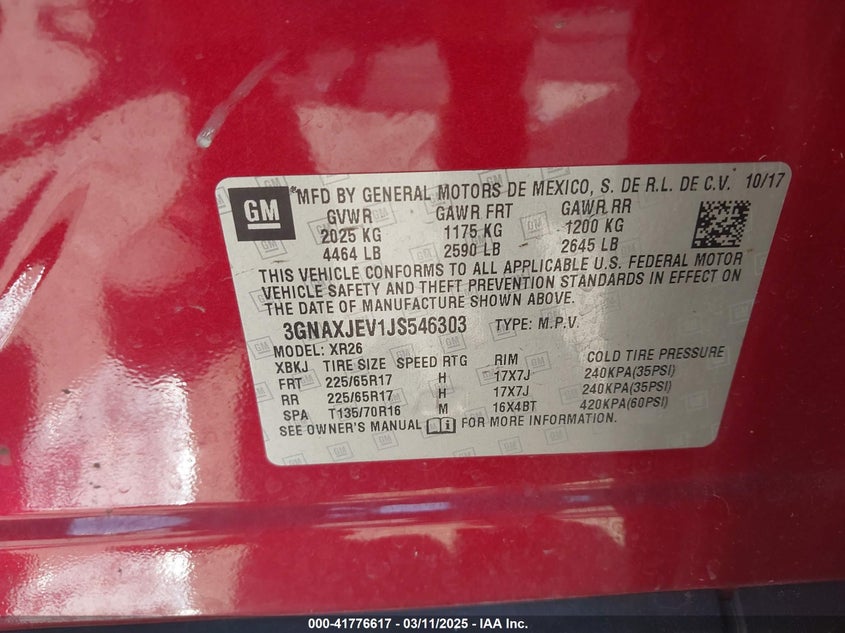 GM ® MFD BY GENERAL MOTORS DE MEXICO, S. DE R.L. DE C.V. 10/17
GVWR GAWR FRT GAWR RR
2025 KG 1175 KG 1200 KG
4464 LB 2590 LB 2645 LB
THIS VEHICLE CONFORMS TO ALL APPLICABLE U.S. FEDERAL MOTOR
VEHICLE SAFETY AND THEFT PREVENTION STANDARDS IN EFFECT ON
THE DATE OF MANUFACTURE SHOWN ABOVE.
3GNAXJEV1JS546303 TYPE: M.P.V.
MODEL: XR26
XBKJ TIRE SIZE SPEED RTG RIM COLD TIRE PRESSURE
FRT 225/65R17 H 17X7J 240KPA(35PSI)
RR 225/65R17 H 17X7J 240KPA(35PSI)
SPA T135/70R16 M 16X4BT 420KPA(60PSI)
SEE OWNER'S MANUAL FOR MORE INFORMATION.
000-41776617 - 03/11/2025 - IAA Inc.